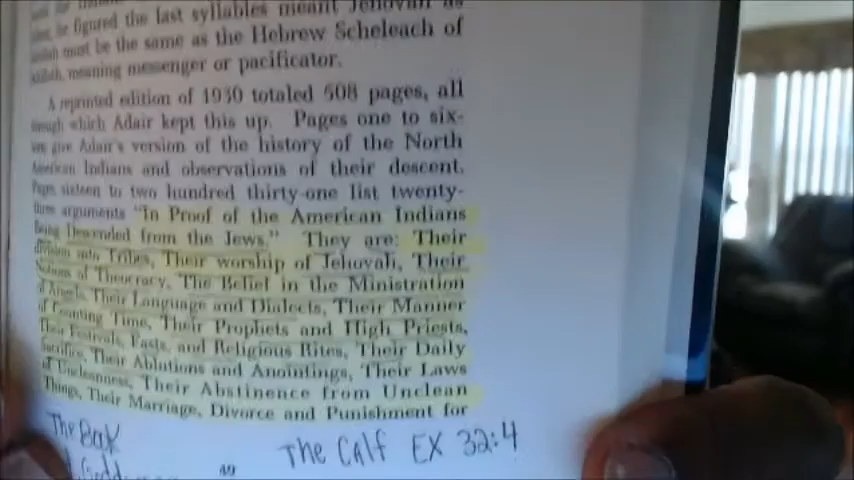 he figured the last syllables meant Jehovah as
must be the same as the Hebrew Scheleach of
meaning messenger or pacificator.
A reprinted edition of 1930 totaled 508 pages, all
through which Adair kept this up. Pages one to six-
give Adair's version of the history of the North
American Indians and observations of their descent.
Pages sixteen to two hundred thirty-one list twenty-
three arguments "In Proof of the American Indians
Being Descended from the Jews." They are: Their
division into Tribes, Their worship of Jehovah, Their
Notions of Theocracy, The Belief in the Ministration
of Angels, Their Language and Dialects, Their Manner
of Counting Time, Their Prophets and High Priests,
Their Festivals, Fasts, and Religious Rites, Their Daily
Sacrifice, Their Ablutions and Anointings, Their Laws
of Uncleanness, Their Abstinence from Unclean
Things, Their Marriage, Divorce and Punishment for
The
The Calf EX 32:4
49